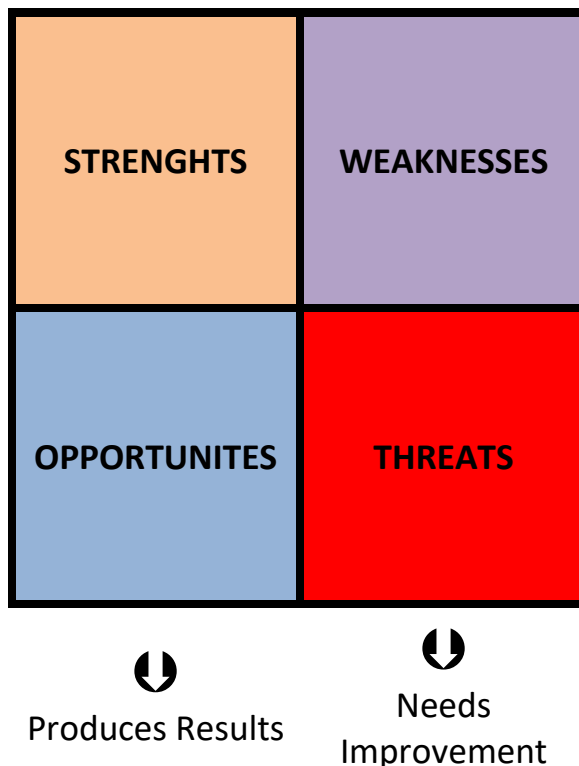 STRENGHTS
WEAKNESSES
OPPORTUNITES
THREATS
Produces Results
Needs
Improvement